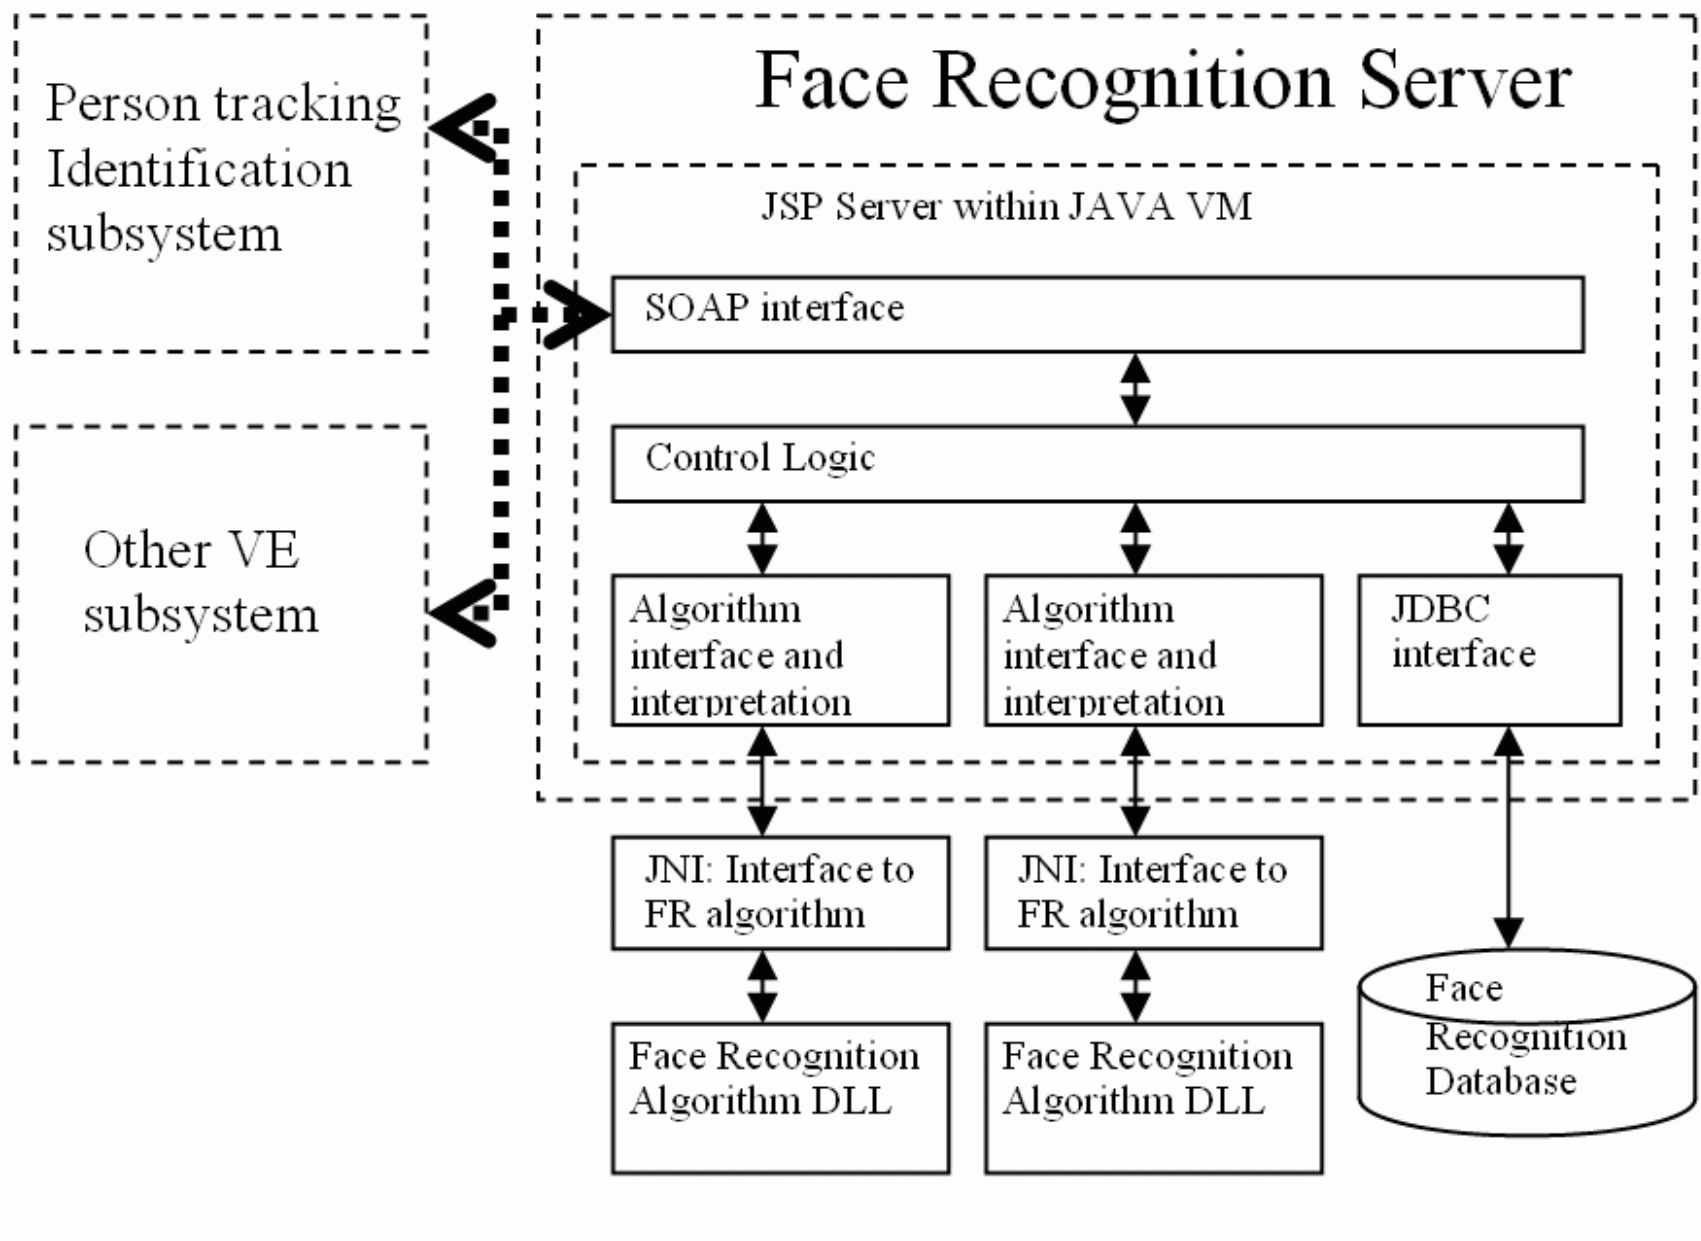 Person tracking
Identification
subsystem
Other VE
subsystem
Face Recognition Server
JSP Server within JAVA VM
SOAP interface
Control Logic
Algorithm
interface and
interpretation
Algorithm
interface and
interpretation
JDBC
interface
JNI: Interface to
FR algorithm
JNI: Interface to
FR algorithm
Face Recognition
Algorithm DLL
Face Recognition
Algorithm DLL
Face
Recognition
Database